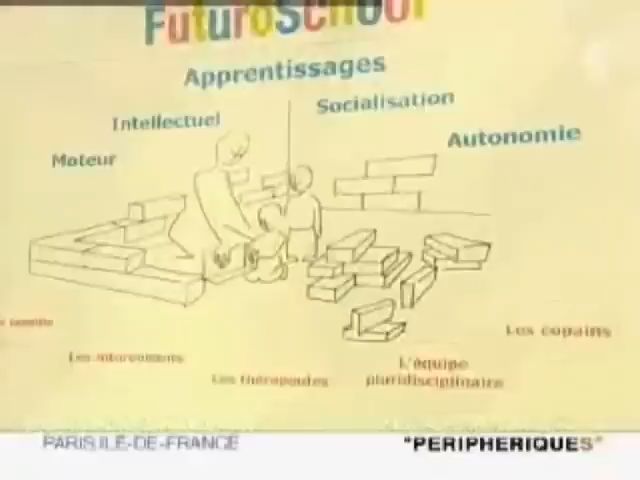 FuturoSchool
Apprentissages
Intellectuel
Socialisation
Moteur
Autonomie
Les copains
Les intervenants
L'équipe
Les thérapeutes
pluridisciplinaire
PARIS ILE-DE-FRANCE
"PERIPHERIQUES"